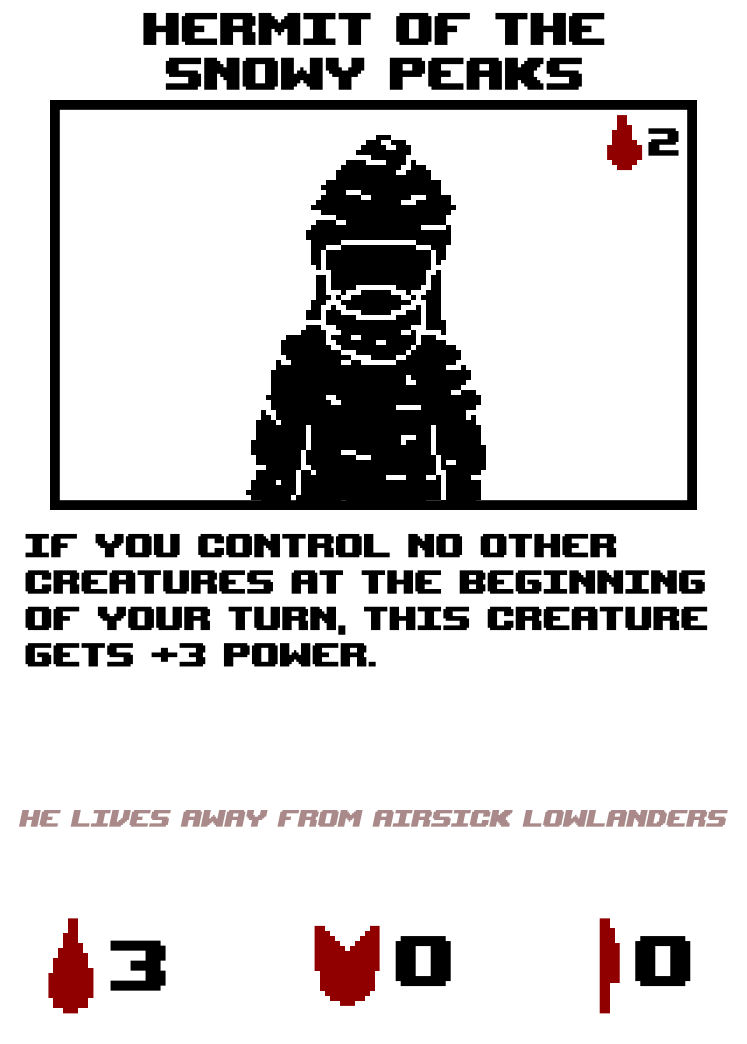 HERMIT OF THE
SNOWY PEAKS
2
IF YOU CONTROL NO OTHER
CREATURES AT THE BEGINNING
OF YOUR TURN, THIS CREATURE
GETS +3 POWER.
HE LIVES AWAY FROM AIRSICK LOWLANDERS
3 0 0